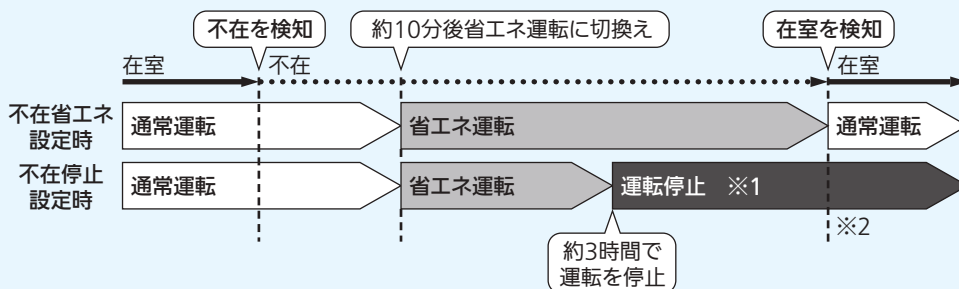 不在を検知
約10分後省エネ運転に切換え
在室を検知
在室
不在
在室
不在省エネ
設定時
通常運転
省エネ運転
通常運転
不在停止
設定時
通常運転
省エネ運転
運転停止 ※1
※2
約3時間で
運転を停止